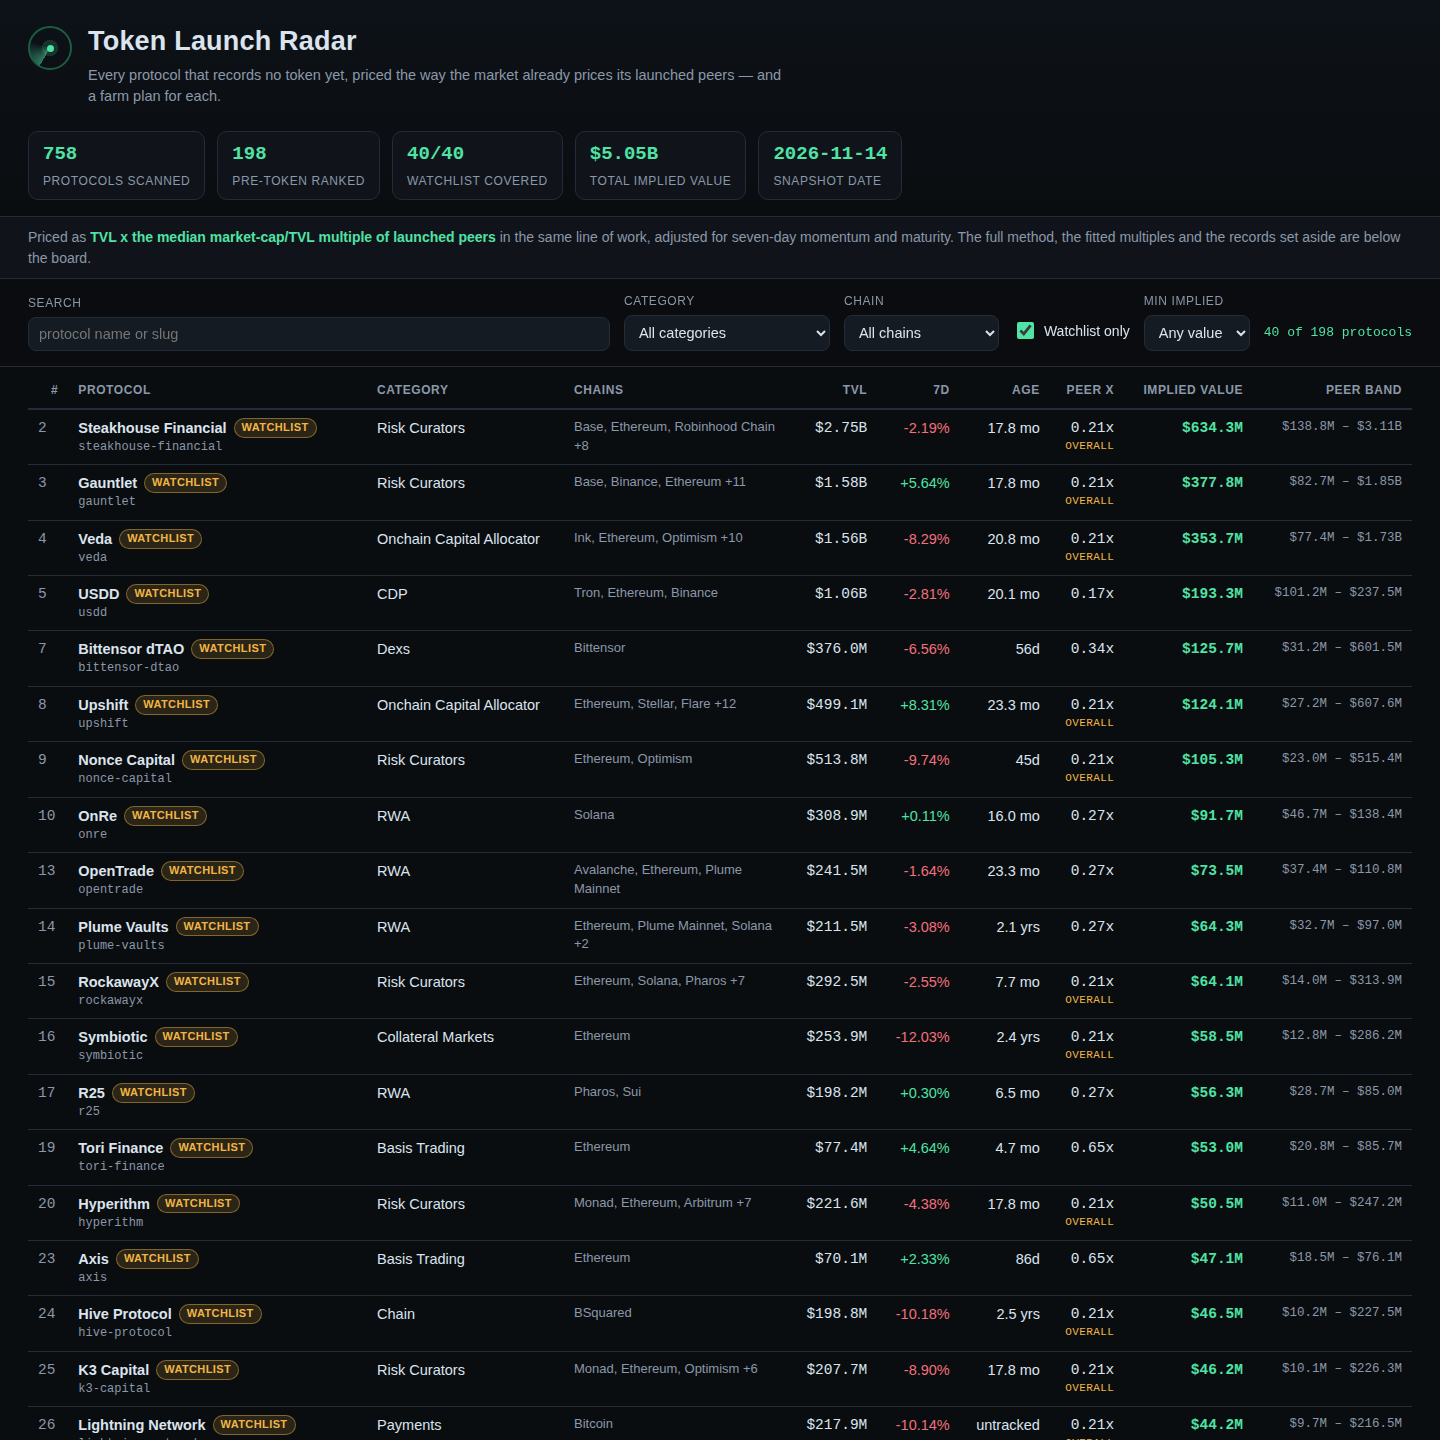 Token Launch Radar
Every protocol that records no token yet, priced the way the market already prices its launched peers — and
a farm plan for each.
758
PROTOCOLS SCANNED
198
PRE-TOKEN RANKED
40/40
WATCHLIST COVERED
$5.05B
TOTAL IMPLIED VALUE
2026-11-14
SNAPSHOT DATE
Priced as TVL x the median market-cap/TVL multiple of launched peers in the same line of work, adjusted for seven-day momentum and maturity. The full method, the fitted multiples and the records set aside are below
the board.
SEARCH
protocol name or slug
CATEGORY
All categories
CHAIN
All chains
Watchlist only
MIN IMPLIED
Any value
40 of 198 protocols
# PROTOCOL CATEGORY CHAINS TVL 7D AGE PEER X IMPLIED VALUE PEER BAND
2 Steakhouse Financial WATCHLIST Risk Curators Base, Ethereum, Robinhood Chain $2.75B -2.19% 17.8 mo 0.21x $634.3M $138.8M – $3.11B
steakhouse-financial +8 OVERALL
3 Gauntlet WATCHLIST Risk Curators Base, Binance, Ethereum +11 $1.58B +5.64% 17.8 mo 0.21x $377.8M $82.7M – $1.85B
gauntlet OVERALL
4 Veda WATCHLIST Onchain Capital Allocator Ink, Ethereum, Optimism +10 $1.56B -8.29% 20.8 mo 0.21x $353.7M $77.4M – $1.73B
veda OVERALL
5 USDD WATCHLIST CDP Tron, Ethereum, Binance $1.06B -2.81% 20.1 mo 0.17x $193.3M $101.2M – $237.5M
usdd
7 Bittensor dTAO WATCHLIST Dexs Bittensor $376.0M -6.56% 56d 0.34x $125.7M $31.2M – $601.5M
bittensor-dtao
8 Upshift WATCHLIST Onchain Capital Allocator Ethereum, Stellar, Flare +12 $499.1M +8.31% 23.3 mo 0.21x $124.1M $27.2M – $607.6M
upshift OVERALL
9 Nonce Capital WATCHLIST Risk Curators Ethereum, Optimism $513.8M -9.74% 45d 0.21x $105.3M $23.0M – $515.4M
nonce-capital OVERALL
10 OnRe WATCHLIST RWA Solana $308.9M +0.11% 16.0 mo 0.27x $91.7M $46.7M – $138.4M
onre
13 OpenTrade WATCHLIST RWA Avalanche, Ethereum, Plume $241.5M -1.64% 23.3 mo 0.27x $73.5M $37.4M – $110.8M
opentrade Mainnet
14 Plume Vaults WATCHLIST RWA Ethereum, Plume Mainnet, Solana $211.5M -3.08% 2.1 yrs 0.27x $64.3M $32.7M – $97.0M
plume-vaults +2
15 RockawayX WATCHLIST Risk Curators Ethereum, Solana, Pharos +7 $292.5M -2.55% 7.7 mo 0.21x $64.1M $14.0M – $313.9M
rockawayx OVERALL
16 Symbiotic WATCHLIST Collateral Markets Ethereum $253.9M -12.03% 2.4 yrs 0.21x $58.5M $12.8M – $286.2M
symbiotic OVERALL
17 R25 WATCHLIST RWA Pharos, Sui $198.2M +0.30% 6.5 mo 0.27x $56.3M $28.7M – $85.0M
r25
19 Tori Finance WATCHLIST Basis Trading Ethereum $77.4M +4.64% 4.7 mo 0.65x $53.0M $20.8M – $85.7M
tori-finance
20 Hyperithm WATCHLIST Risk Curators Monad, Ethereum, Arbitrum +7 $221.6M -4.38% 17.8 mo 0.21x $50.5M $11.0M – $247.2M
hyperithm OVERALL
23 Axis WATCHLIST Basis Trading Ethereum $70.1M +2.33% 86d 0.65x $47.1M $18.5M – $76.1M
axis
24 Hive Protocol WATCHLIST Chain BSquared $198.8M -10.18% 2.5 yrs 0.21x $46.5M $10.2M – $227.5M
hive-protocol OVERALL
25 K3 Capital WATCHLIST Risk Curators Monad, Ethereum, Optimism +6 $207.7M -8.90% 17.8 mo 0.21x $46.2M $10.1M – $226.3M
k3-capital OVERALL
26 Lightning Network WATCHLIST Payments Bitcoin $217.9M -10.14% untracked 0.21x $44.2M $9.7M – $216.5M